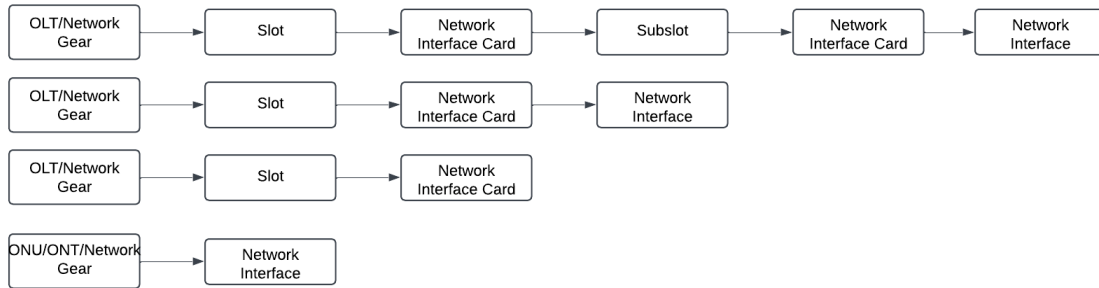 OLT/Network
Gear
Slot
Network
Interface Card
Subslot
Network
Interface Card
Network
Interface
OLT/Network
Gear
Slot
Network
Interface Card
Network
Interface
OLT/Network
Gear
Slot
Network
Interface Card
ONU/ONT/Network
Gear
Network
Interface